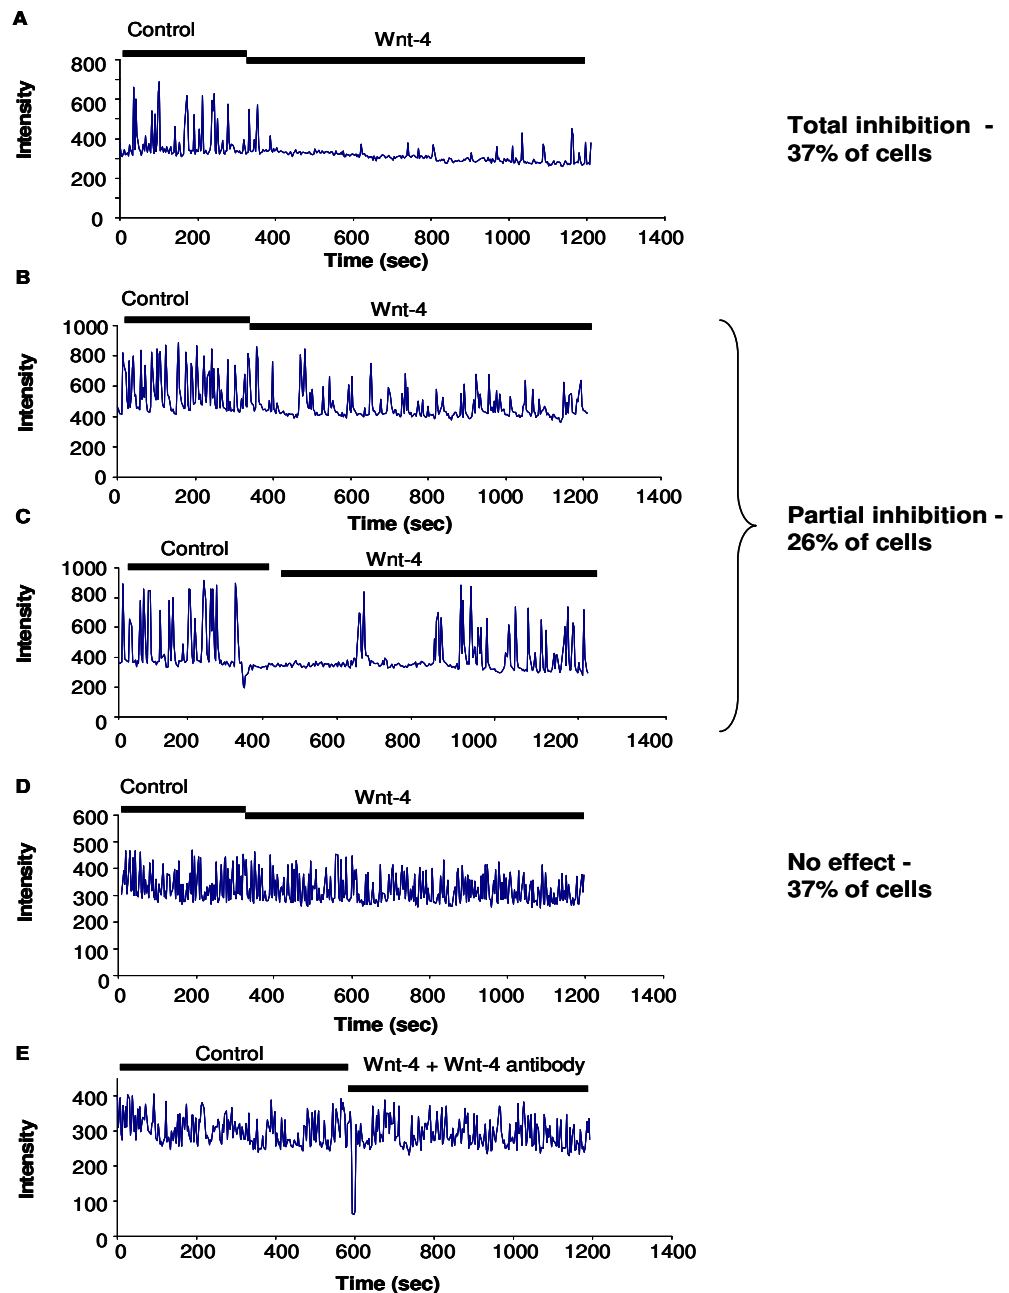 A
Control
Wnt-4
800
600
400
200
0
Intensity
0 200 400 600 800 1000 1200 1400
Time (sec)
Total inhibition -
37% of cells
B
Control
Wnt-4
1000
800
600
400
200
0
Intensity
0 200 400 600 800 1000 1200 1400
Time (sec)
C
Control
Wnt-4
1000
800
600
400
200
0
Intensity
0 200 400 600 800 1000 1200 1400
Time (sec)
Partial inhibition -
26% of cells
D
Control
Wnt-4
600
500
400
300
200
100
0
Intensity
0 200 400 600 800 1000 1200 1400
Time (sec)
No effect -
37% of cells
E
Control
Wnt-4 + Wnt-4 antibody
400
300
200
100
0
Intensity
0 200 400 600 800 1000 1200 1400
Time (sec)